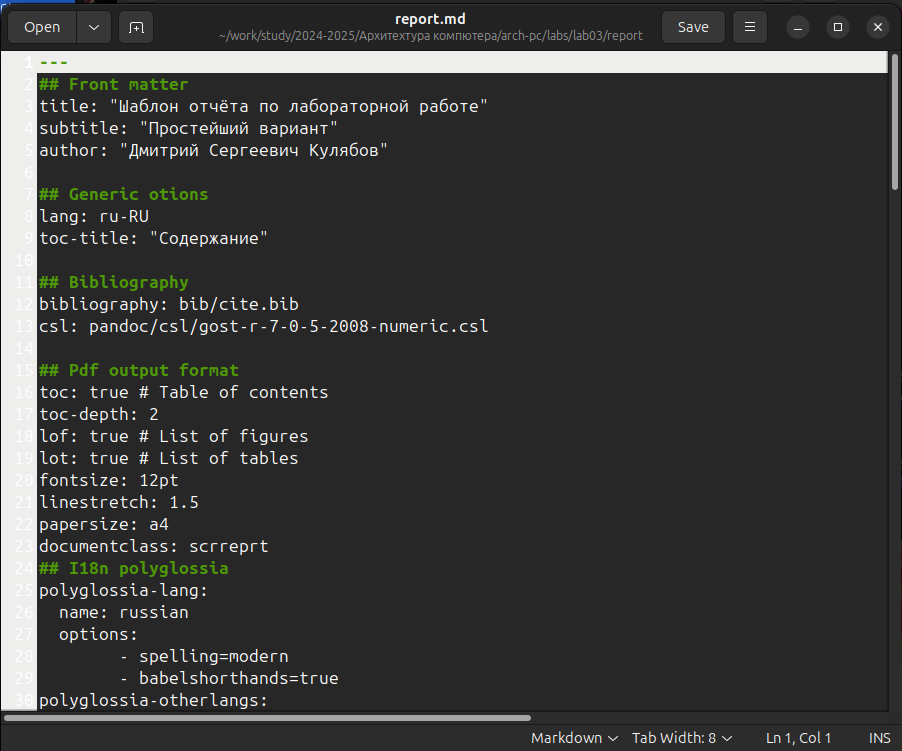 Open
report.md
~/work/study/2024-2025/Архитехтура компютера/arch-pc/labs/lab03/report
Save
1 ---
2 ## Front matter
3 title: "Шаблон отчёта по лабораторной работе"
4 subtitle: "Простейший вариант"
5 author: "Дмитрий Сергеевич Кулябов"
6
7 ## Generic otions
8 lang: ru-RU
9 toc-title: "Содержание"
10
11 ## Bibliography
12 bibliography: bib/cite.bib
13 csl: pandoc/csl/gost-r-7-0-5-2008-numeric.csl
14
15 ## Pdf output format
16 toc: true # Table of contents
17 toc-depth: 2
18 lof: true # List of figures
19 lot: true # List of tables
20 fontsize: 12pt
21 linestretch: 1.5
22 papersize: a4
23 documentclass: scrreprt
24 ## I18n polyglossia
25 polyglossia-lang:
26   name: russian
27   options:
28         - spelling=modern
29         - babelshorthands=true
30 polyglossia-otherlangs:
Markdown Tab Width: 8 Ln 1, Col 1 INS